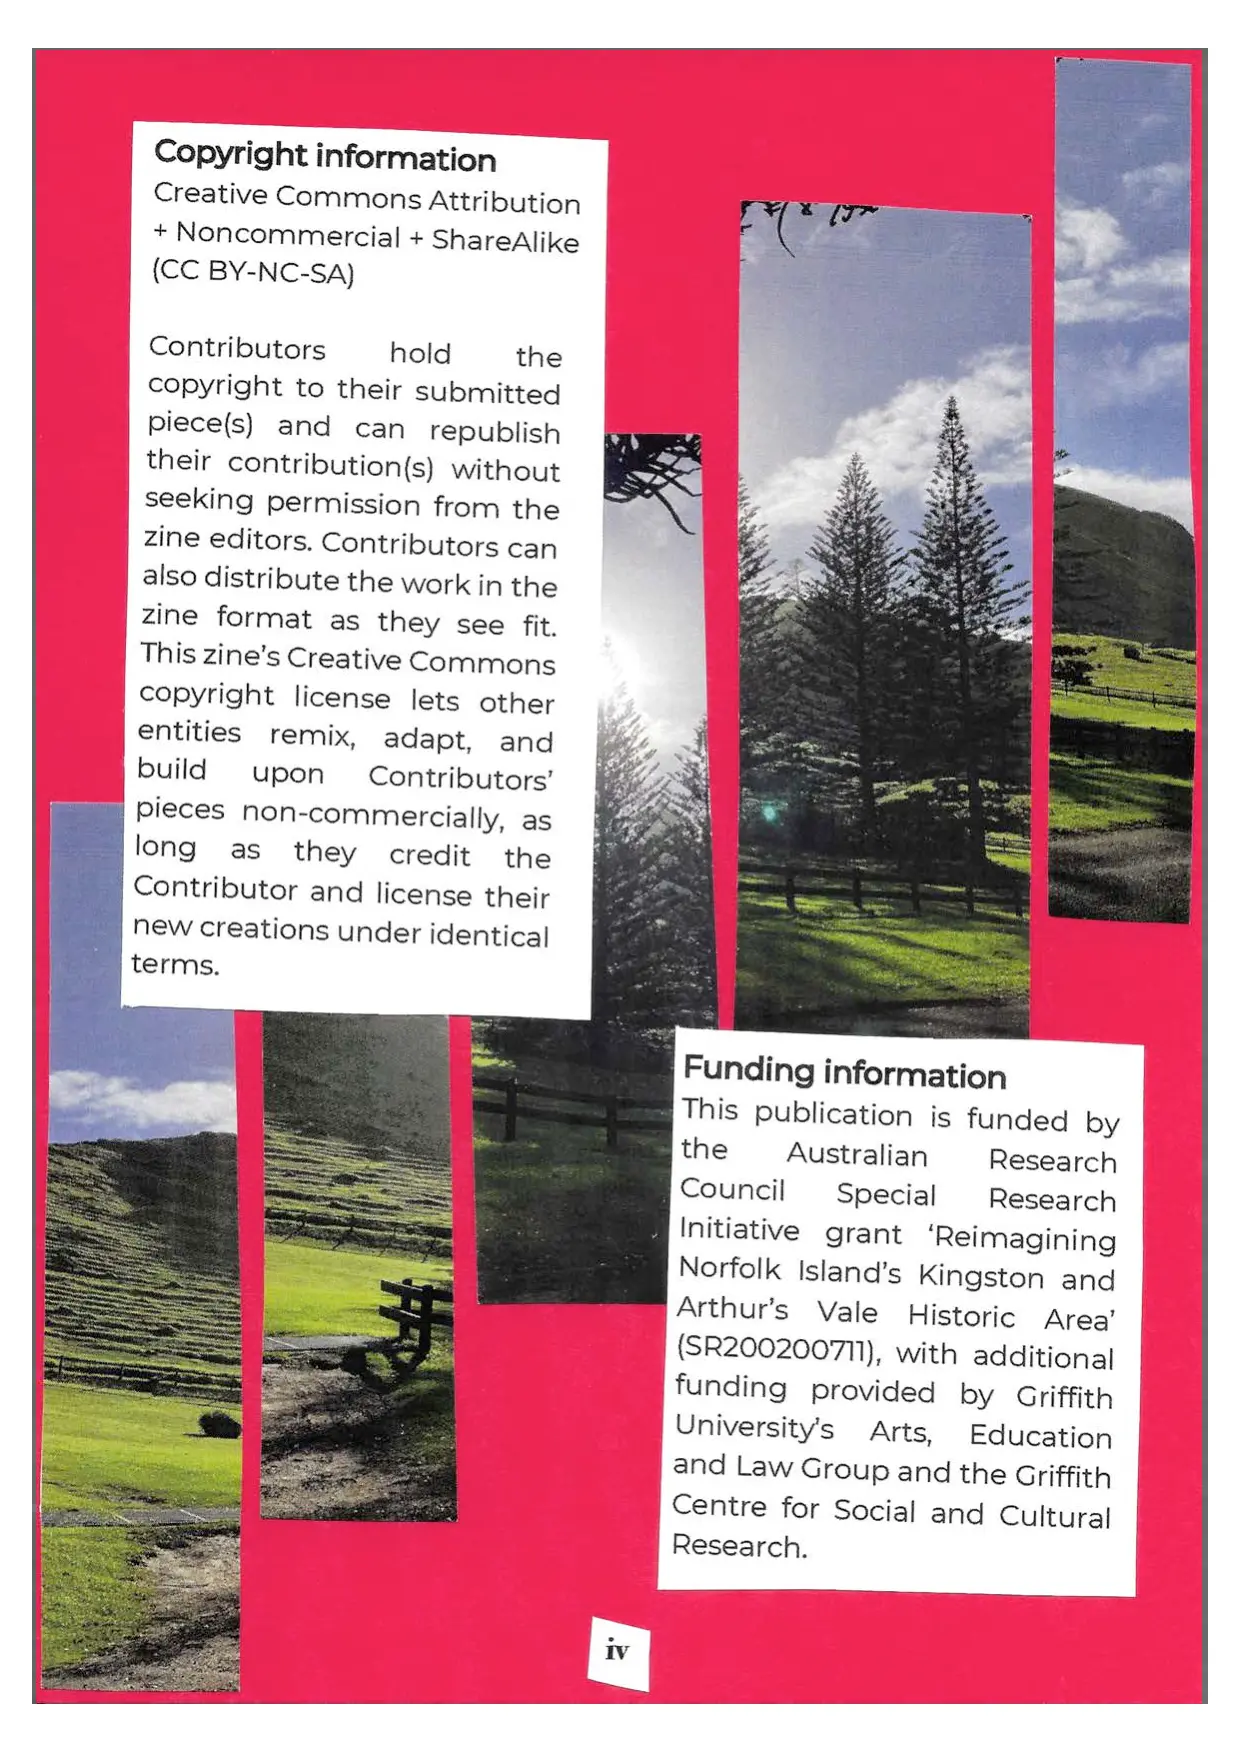 Copyright information
Creative Commons Attribution
+ Noncommercial + ShareAlike
(CC BY-NC-SA)
Contributors hold the
copyright to their submitted
piece(s) and can republish
their contribution(s) without
seeking permission from the
zine editors. Contributors can
also distribute the work in the
zine format as they see fit.
This zine's Creative Commons
copyright license lets other
entities remix, adapt, and
build upon Contributors'
pieces non-commercially, as
long as they credit the
Contributor and license their
new creations under identical
terms.
Funding information
This publication is funded by
the Australian Research
Council Special Research
Initiative grant ‘Reimagining
Norfolk Island's Kingston and
Arthur's Vale Historic Area’
(SR200200711), with additional
funding provided by Griffith
University's Arts, Education
and Law Group and the Griffith
Centre for Social and Cultural
Research.
iv